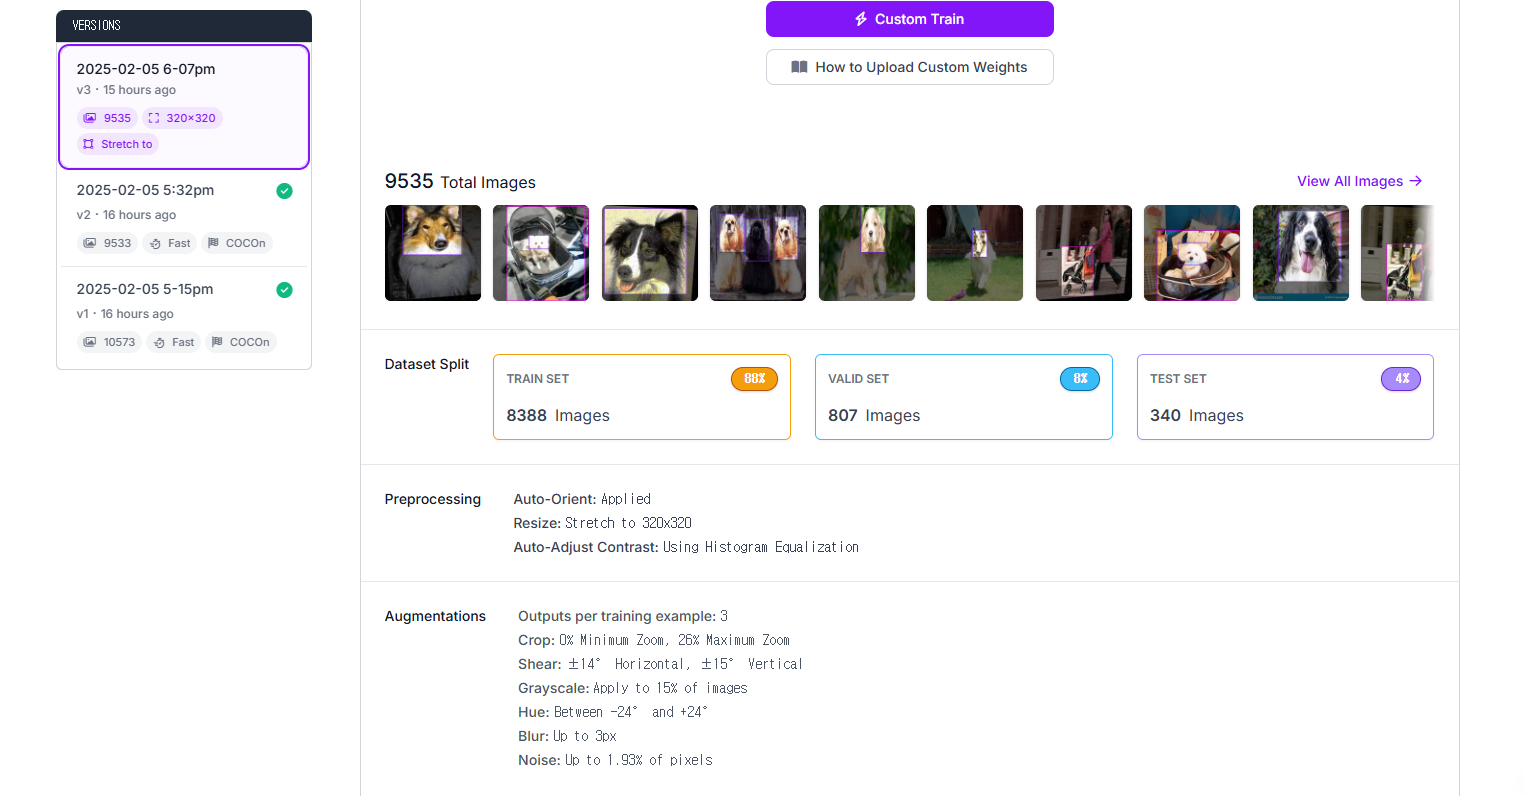 VERSIONS
2025-02-05 6-07pm
v3 · 15 hours ago
9535 320×320
Stretch to
2025-02-05 5:32pm
v2 · 16 hours ago
9533 Fast COCOn
2025-02-05 5-15pm
v1 · 16 hours ago
10573 Fast COCOn
Custom Train
How to Upload Custom Weights
9535 Total Images
View All Images →
Dataset Split
TRAIN SET 88%
8388 Images
VALID SET 8%
807 Images
TEST SET 4%
340 Images
Preprocessing
Auto-Orient: Applied
Resize: Stretch to 320x320
Auto-Adjust Contrast: Using Histogram Equalization
Augmentations
Outputs per training example: 3
Crop: 0% Minimum Zoom, 26% Maximum Zoom
Shear: ±14° Horizontal, ±15° Vertical
Grayscale: Apply to 15% of images
Hue: Between -24° and +24°
Blur: Up to 3px
Noise: Up to 1.93% of pixels